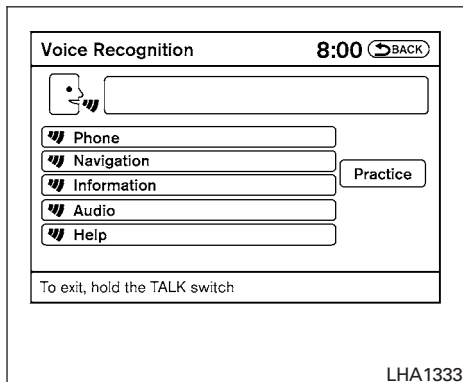 Voice Recognition 8:00 BACK
Phone
Navigation
Information
Practice
Audio
Help
To exit, hold the TALK switch
LHA1333